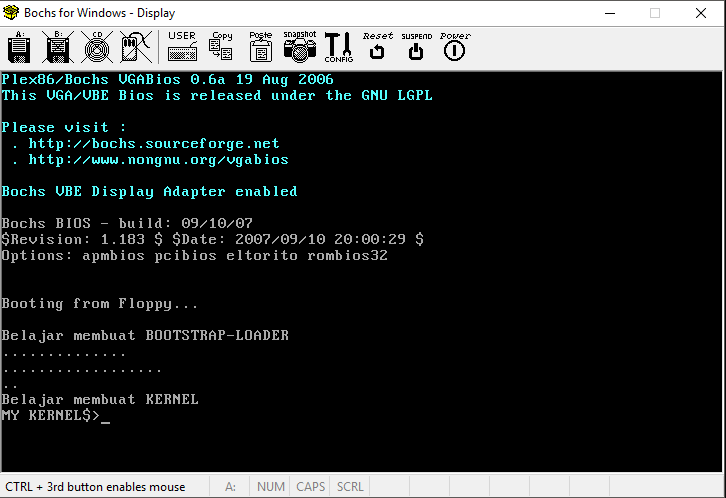 Bochs for Windows - Display
A:
B:
CD
USER
Copy
Paste
snapshot
CONFIG
Reset
SUSPEND
Power
Plex86/Bochs VGABios 0.6a 19 Aug 2006
This VGA/VBE Bios is released under the GNU LGPL
Please visit :
. http://bochs.sourceforge.net
. http://www.nongnu.org/vgabios
Bochs VBE Display Adapter enabled
Bochs BIOS - build: 09/10/07
$Revision: 1.183 $ $Date: 2007/09/10 20:00:29 $
Options: apmbios pcibios eltorito rombios32
Booting from Floppy...
Belajar membuat BOOTSTRAP-LOADER
..............
..................
..
Belajar membuat KERNEL
MY KERNEL$>_
CTRL + 3rd button enables mouse
A:
NUM
CAPS
SCRL